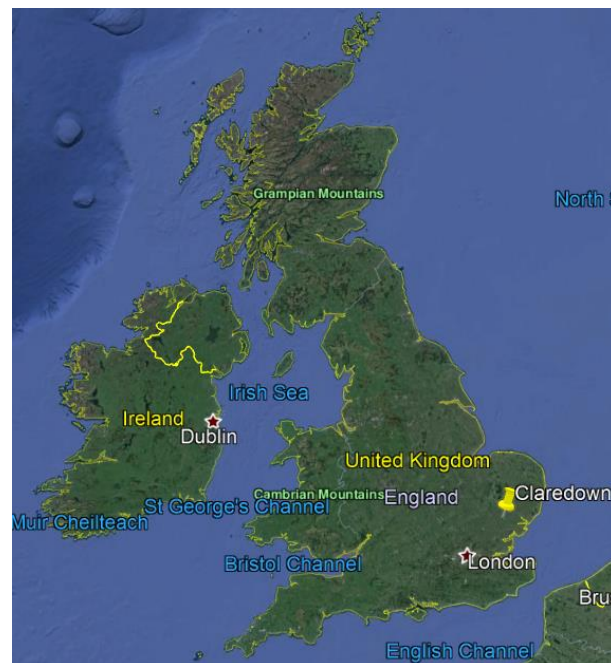 Grampian Mountains
North S
Irish Sea
Ireland
Dublin
United Kingdom
Cambrian Mountains
England
Claredown
St George's Channel
Muir Cheilteach
Bristol Channel
London
Bru
English Channel